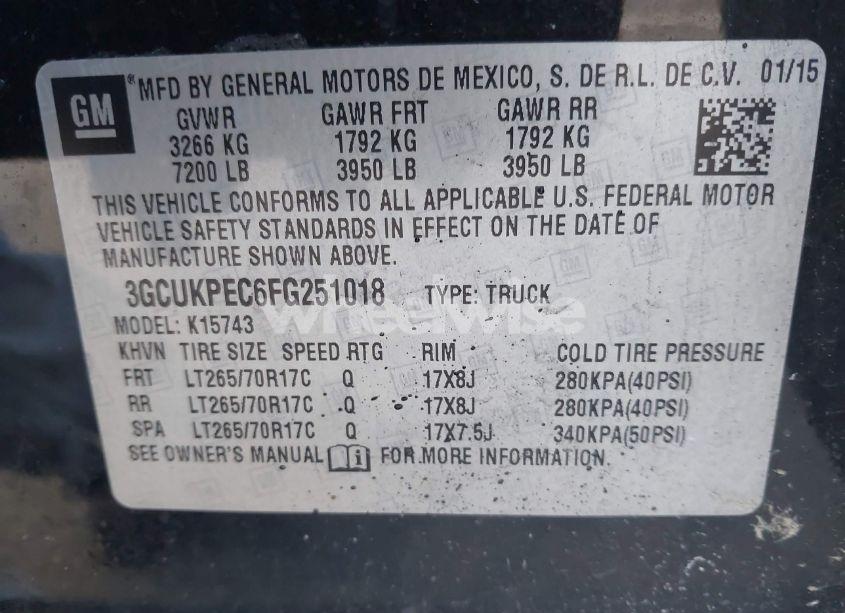 GM
® MFD BY GENERAL MOTORS DE MEXICO, S. DE R.L. DE C.V. 01/15
GVWR GAWR FRT GAWR RR
3266 KG 1792 KG 1792 KG
7200 LB 3950 LB 3950 LB
THIS VEHICLE CONFORMS TO ALL APPLICABLE U.S. FEDERAL MOTOR
VEHICLE SAFETY STANDARDS IN EFFECT ON THE DATE OF
MANUFACTURE SHOWN ABOVE.
3GCUKPEC6FG251018 TYPE: TRUCK
wheelwise
MODEL: K15743
KHVN TIRE SIZE SPEED RTG RIM COLD TIRE PRESSURE
FRT LT265/70R17C Q 17X8J 280KPA(40PSI)
RR LT265/70R17C Q 17X8J 280KPA(40PSI)
SPA LT265/70R17C Q 17X7.5J 340KPA(50PSI)
SEE OWNER'S MANUAL i FOR MORE INFORMATION.